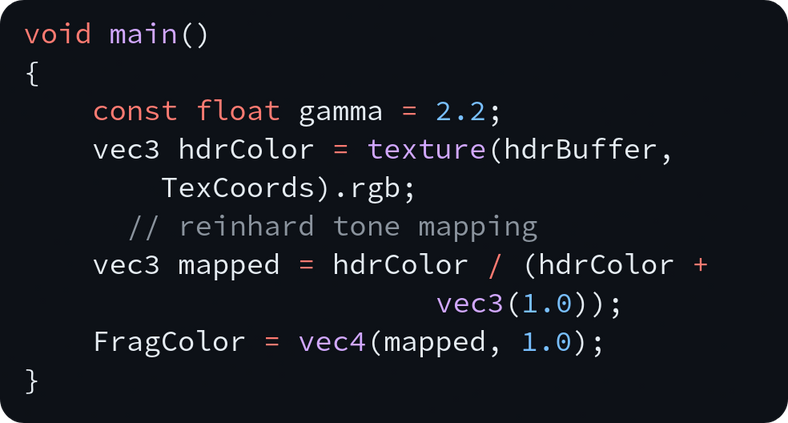 void main()
{
    const float gamma = 2.2;
    vec3 hdrColor = texture(hdrBuffer,
        TexCoords).rgb;
      // reinhard tone mapping
    vec3 mapped = hdrColor / (hdrColor +
                        vec3(1.0));
    FragColor = vec4(mapped, 1.0);
}